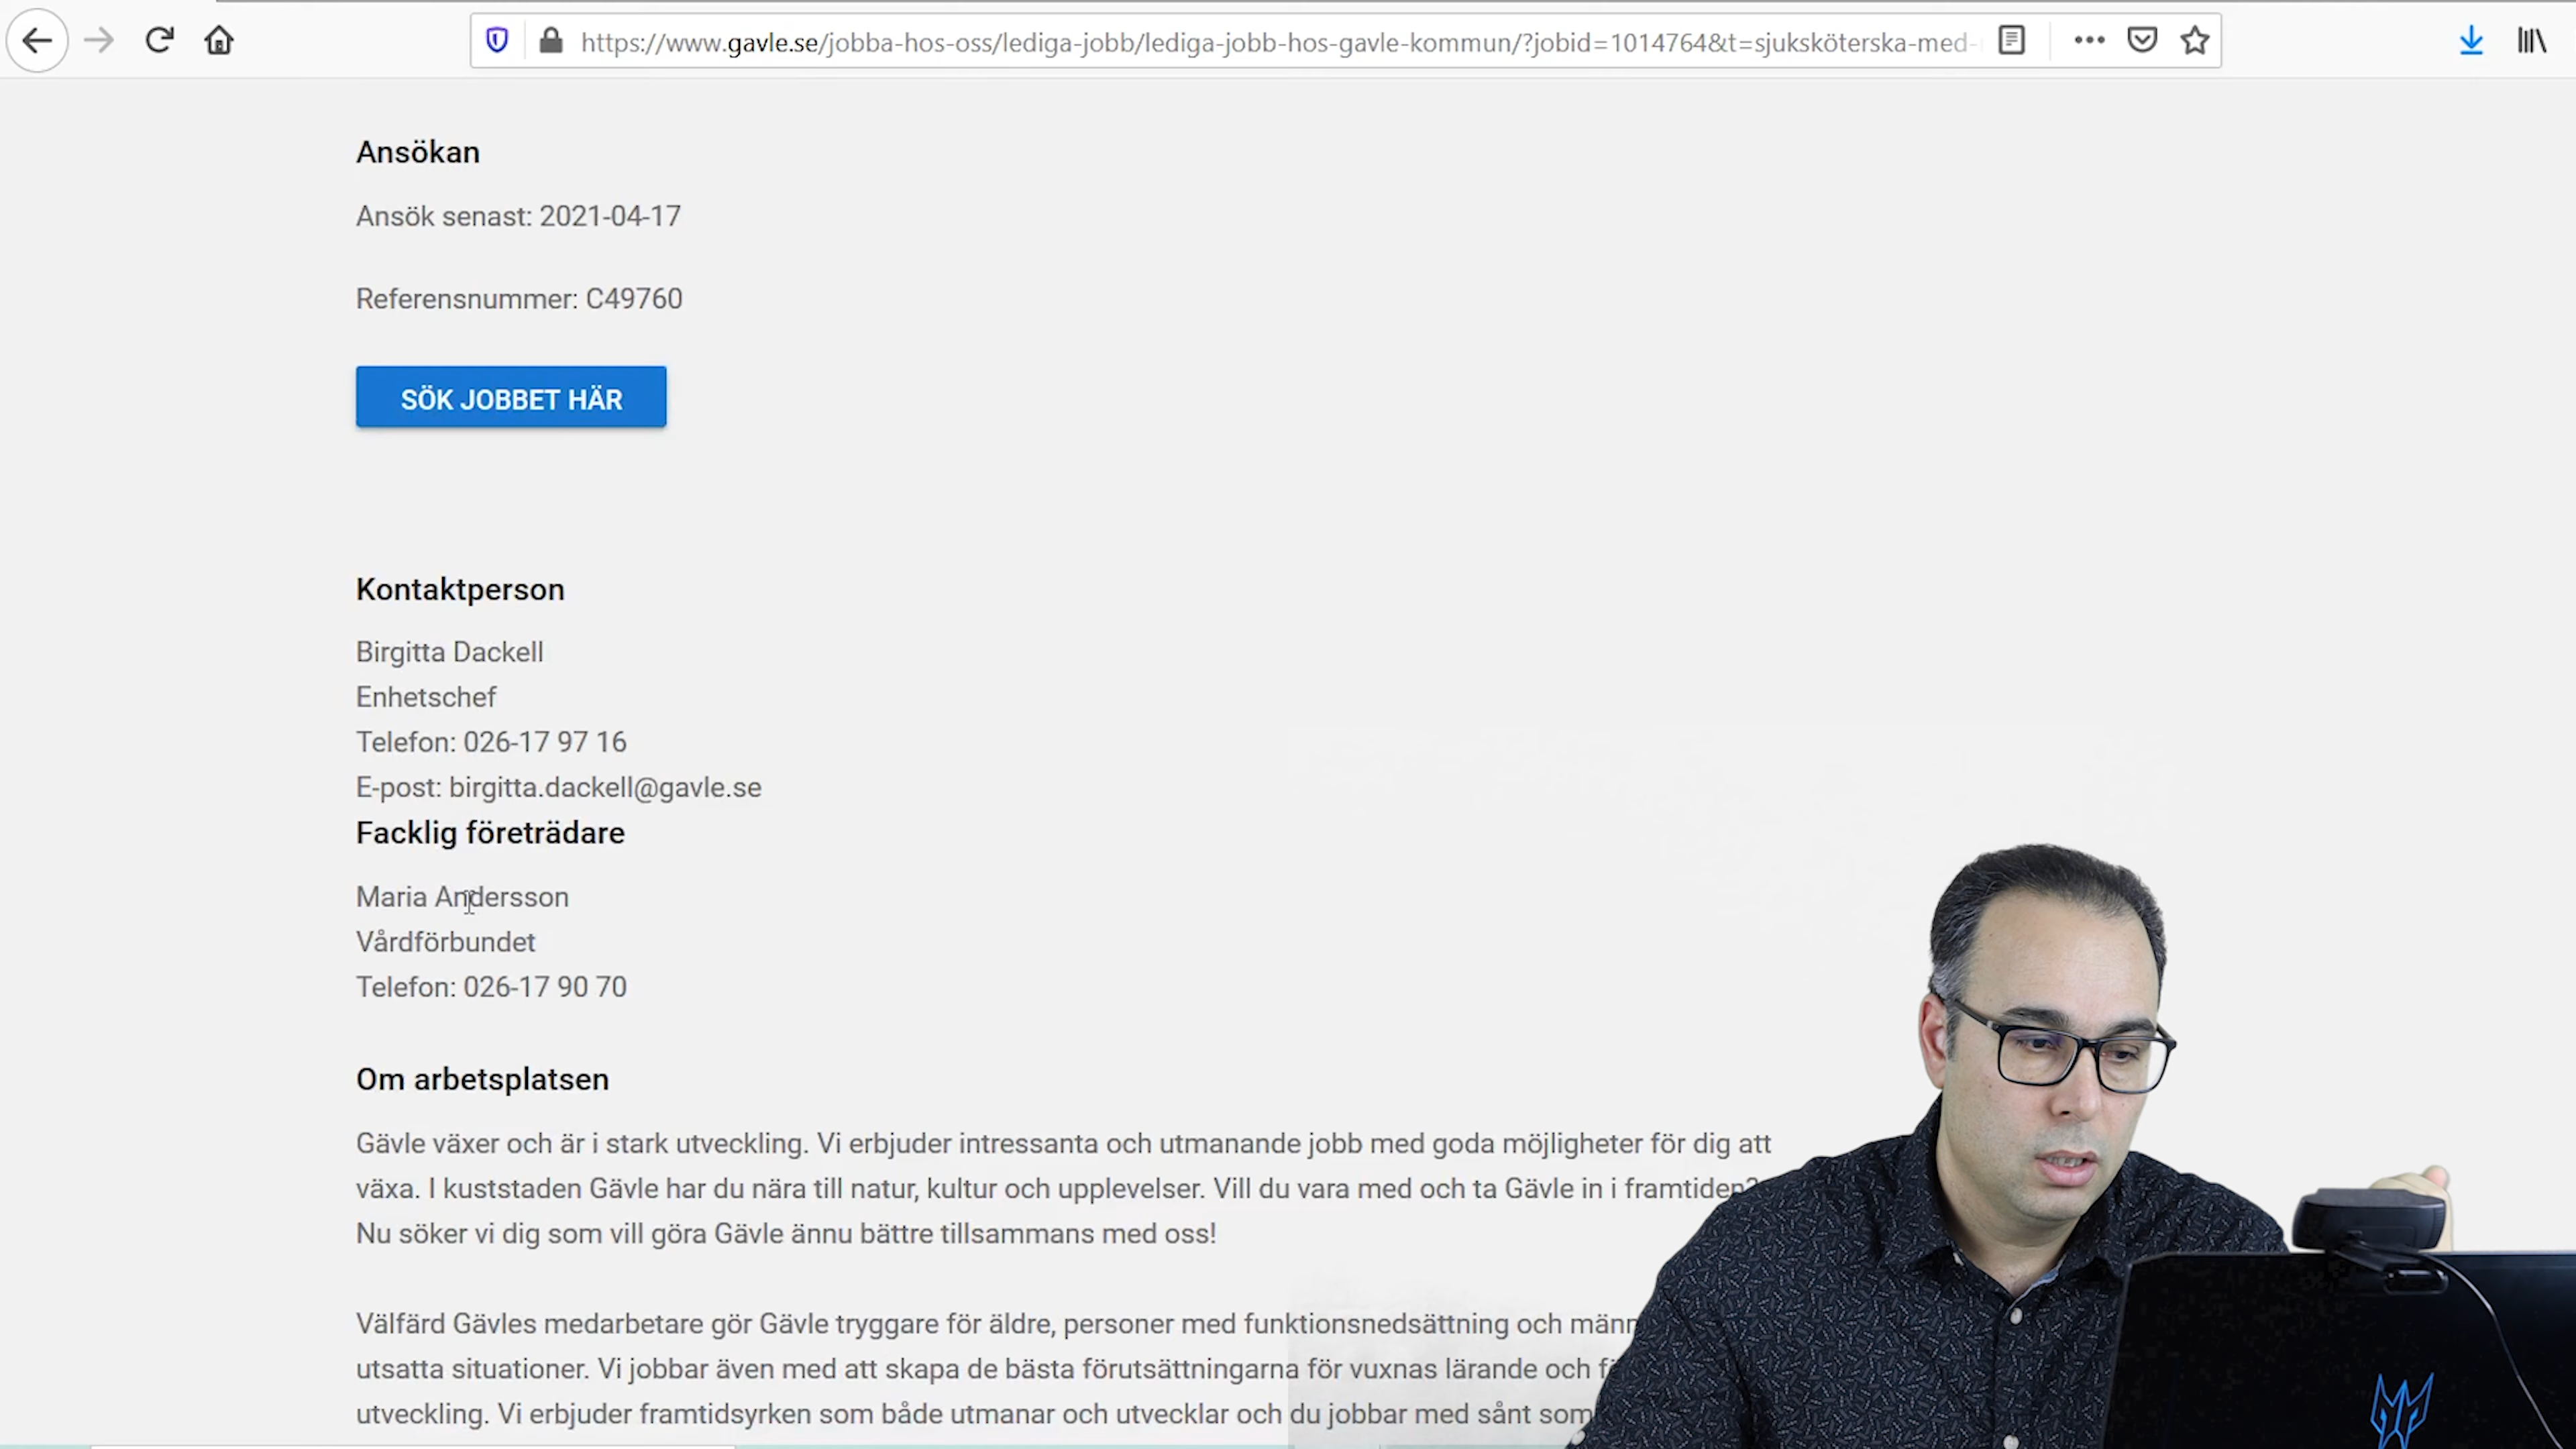 https://www.gavle.se/jobba-hos-oss/lediga-jobb/lediga-jobb-hos-gavle-kommun/?jobid=1014764&t=sjuksköterska-med-
Ansökan
Ansök senast: 2021-04-17
Referensnummer: C49760
SÖK JOBBET HÄR
Kontaktperson
Birgitta Dackell
Enhetschef
Telefon: 026-17 97 16
E-post: birgitta.dackell@gavle.se
Facklig företrädare
Maria Andersson
Vårdförbundet
Telefon: 026-17 90 70
Om arbetsplatsen
Gävle växer och är i stark utveckling. Vi erbjuder intressanta och utmanande jobb med goda möjligheter för dig att
växa. I kuststaden Gävle har du nära till natur, kultur och upplevelser. Vill du vara med och ta Gävle in i framtiden?
Nu söker vi dig som vill göra Gävle ännu bättre tillsammans med oss!
Välfärd Gävles medarbetare gör Gävle tryggare för äldre, personer med funktionsnedsättning och
utsatta situationer. Vi jobbar även med att skapa de bästa förutsättningarna för vuxnas lärande och
utveckling. Vi erbjuder framtidsyrken som både utmanar och utvecklar och du jobbar med sånt som